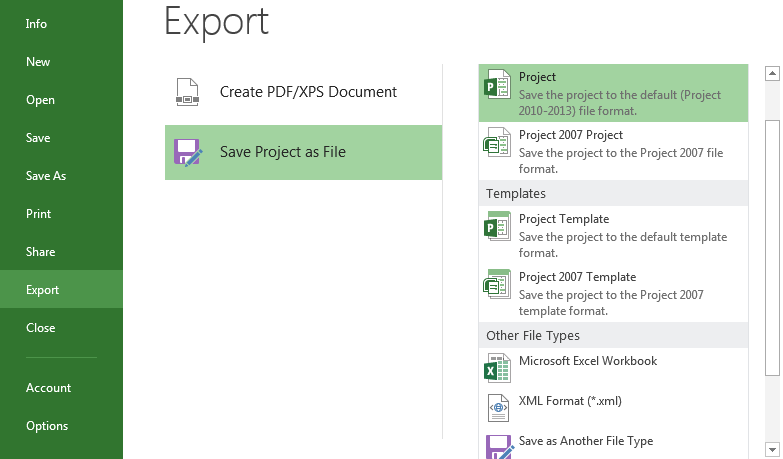 Info
New
Open
Save
Save As
Print
Share
Export
Close
Account
Options
Export
Create PDF/XPS Document
Save Project as File
Project
Save the project to the default (Project
2010-2013) file format.
Project 2007 Project
Save the project to the Project 2007 file
format.
Templates
Project Template
Save the project to the default template
format.
Project 2007 Template
Save the project to the Project 2007
template format.
Other File Types
Microsoft Excel Workbook
XML Format (*.xml)
Save as Another File Type